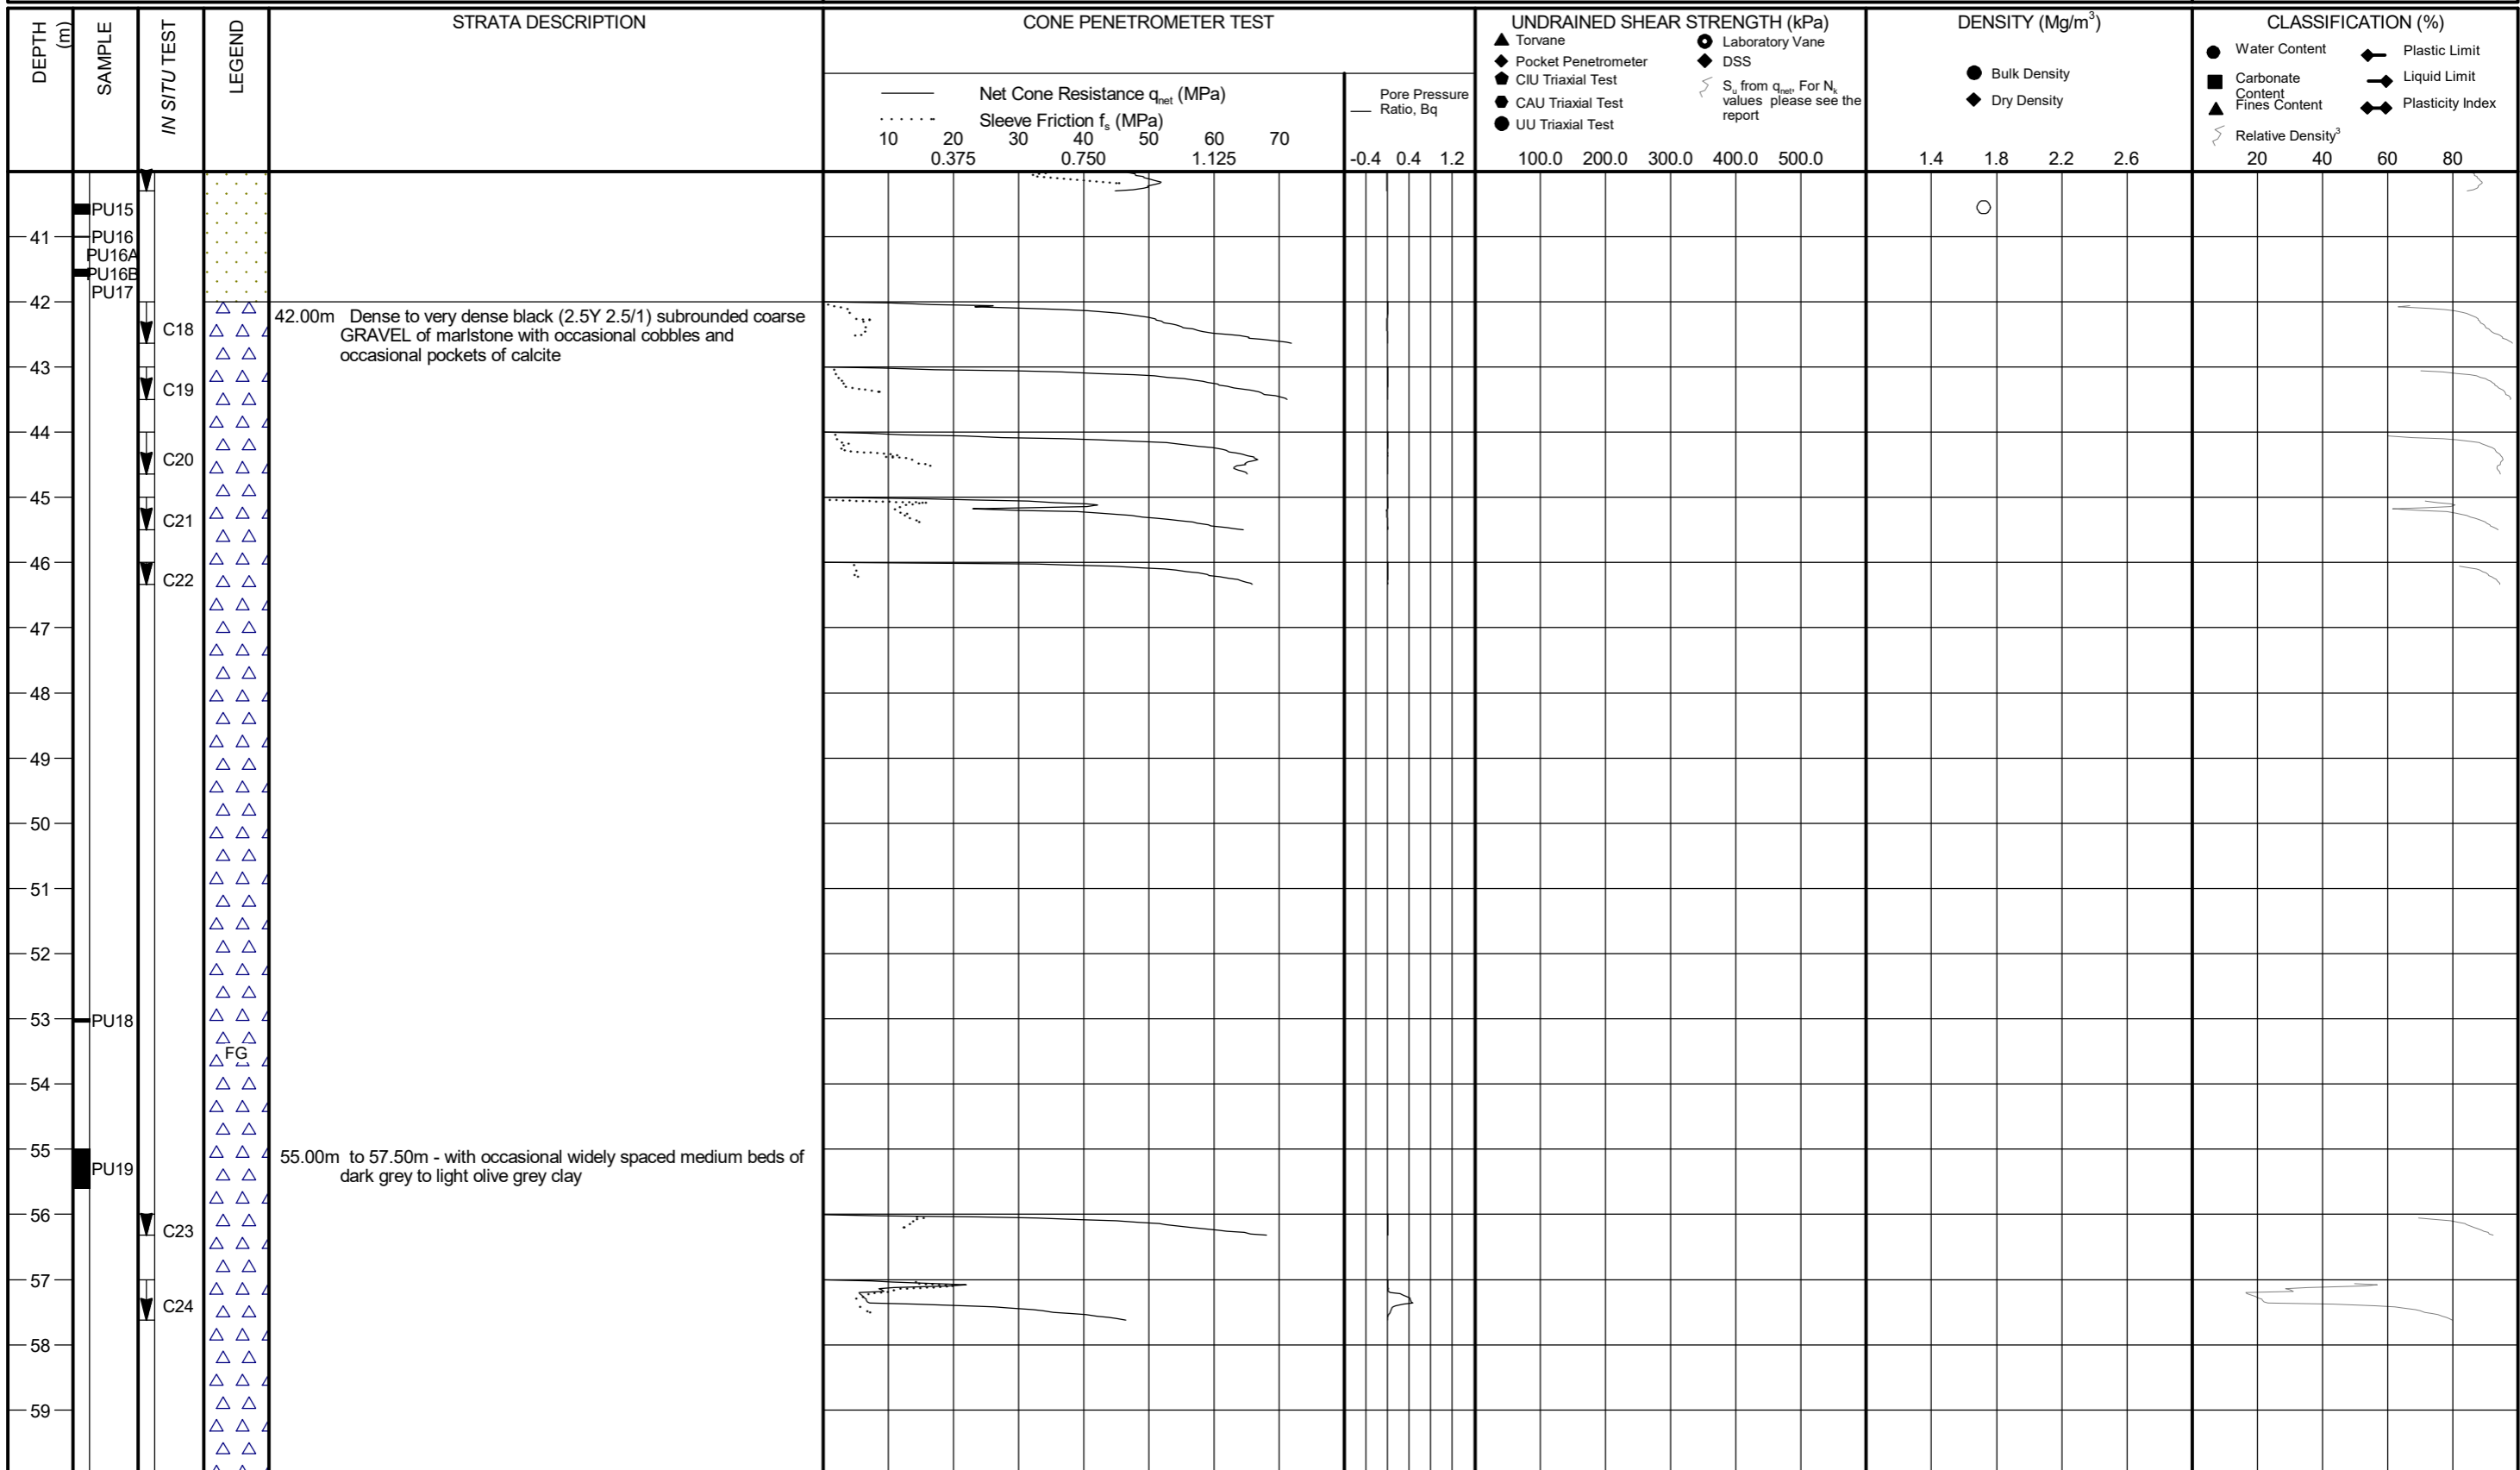 DEPTH (m)
SAMPLE
IN SITU TEST
LEGEND
STRATA DESCRIPTION
CONE PENETROMETER TEST
Net Cone Resistance qnet (MPa)
Sleeve Friction fs (MPa)
10 20 30 40 50 60 70
0.375 0.750 1.125
Pore Pressure
Ratio, Bq
-0.4 0.4 1.2
UNDRAINED SHEAR STRENGTH (kPa)
Torvane
Pocket Penetrometer
CIU Triaxial Test
CAU Triaxial Test
UU Triaxial Test
Laboratory Vane
DSS
Su from qnet, For Nk
values please see the
report
100.0 200.0 300.0 400.0 500.0
DENSITY (Mg/m3)
Bulk Density
Dry Density
1.4 1.8 2.2 2.6
CLASSIFICATION (%)
Water Content
Carbonate
Content
Fines Content
Relative Density3
Plastic Limit
Liquid Limit
Plasticity Index
20 40 60 80
PU15
41 PU16
PU16A
PU16B
PU17
42
C18
42.00m Dense to very dense black (2.5Y 2.5/1) subrounded coarse
GRAVEL of marlstone with occasional cobbles and
occasional pockets of calcite
43
C19
44
C20
45
C21
46
C22
47
48
49
50
51
52
53 PU18
FG
54
55
PU19
55.00m to 57.50m - with occasional widely spaced medium beds of
dark grey to light olive grey clay
56
C23
57
C24
58
59